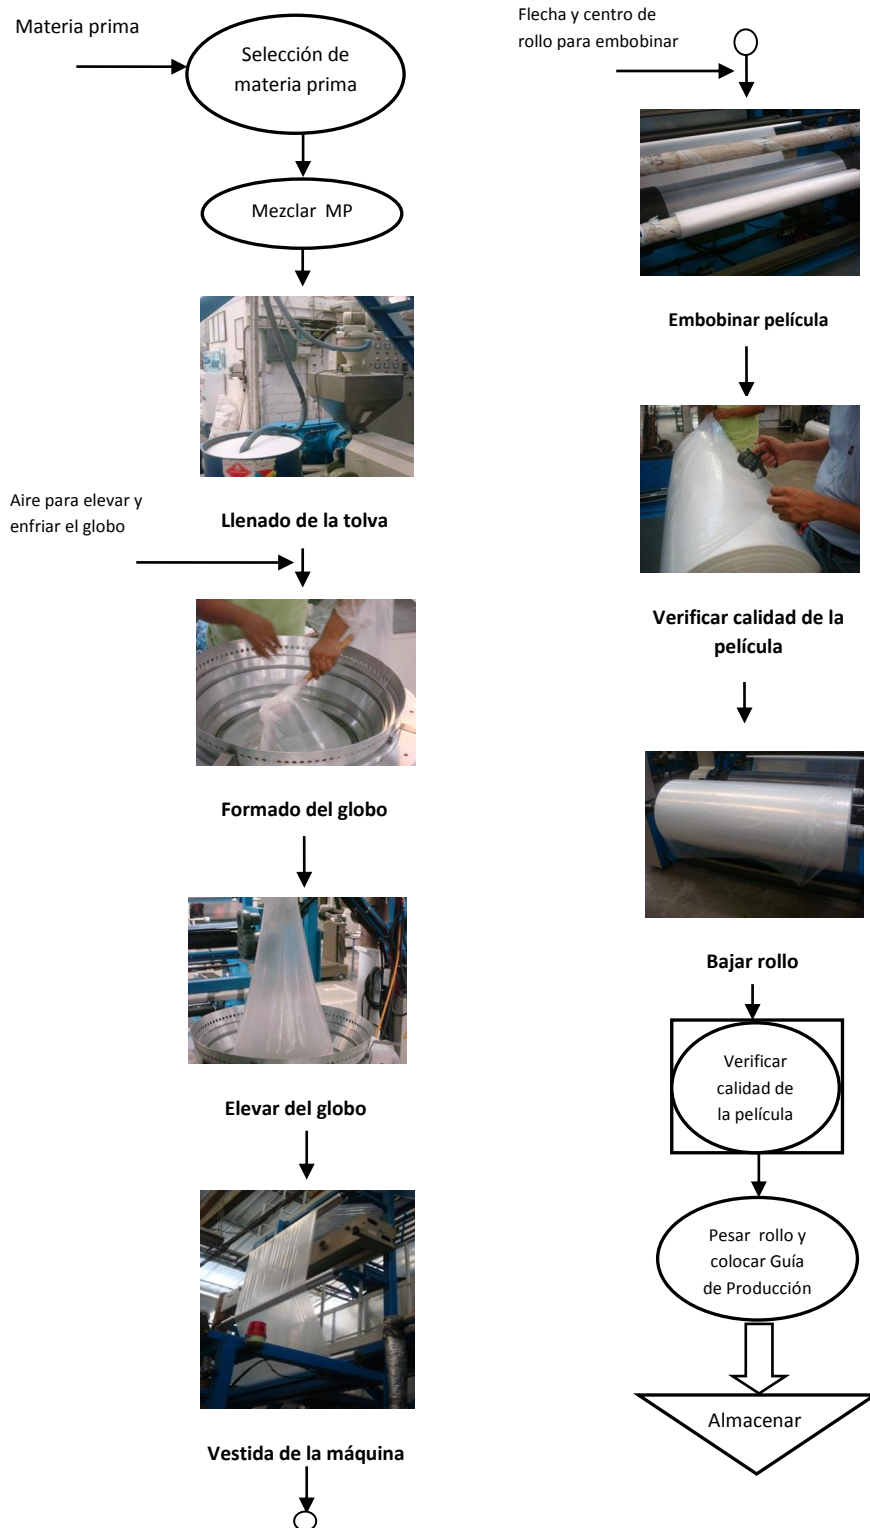 Materia prima
Selección de
materia prima
Mezclar MP
Llenado de la tolva
Aire para elevar y
enfriar el globo
Formado del globo
Elevar del globo
Vestida de la máquina
Flecha y centro de
rollo para embobinar
Embobinar película
Verificar calidad de la
película
Bajar rollo
Verificar
calidad de
la película
Pesar rollo y
colocar Guía
de Producción
Almacenar